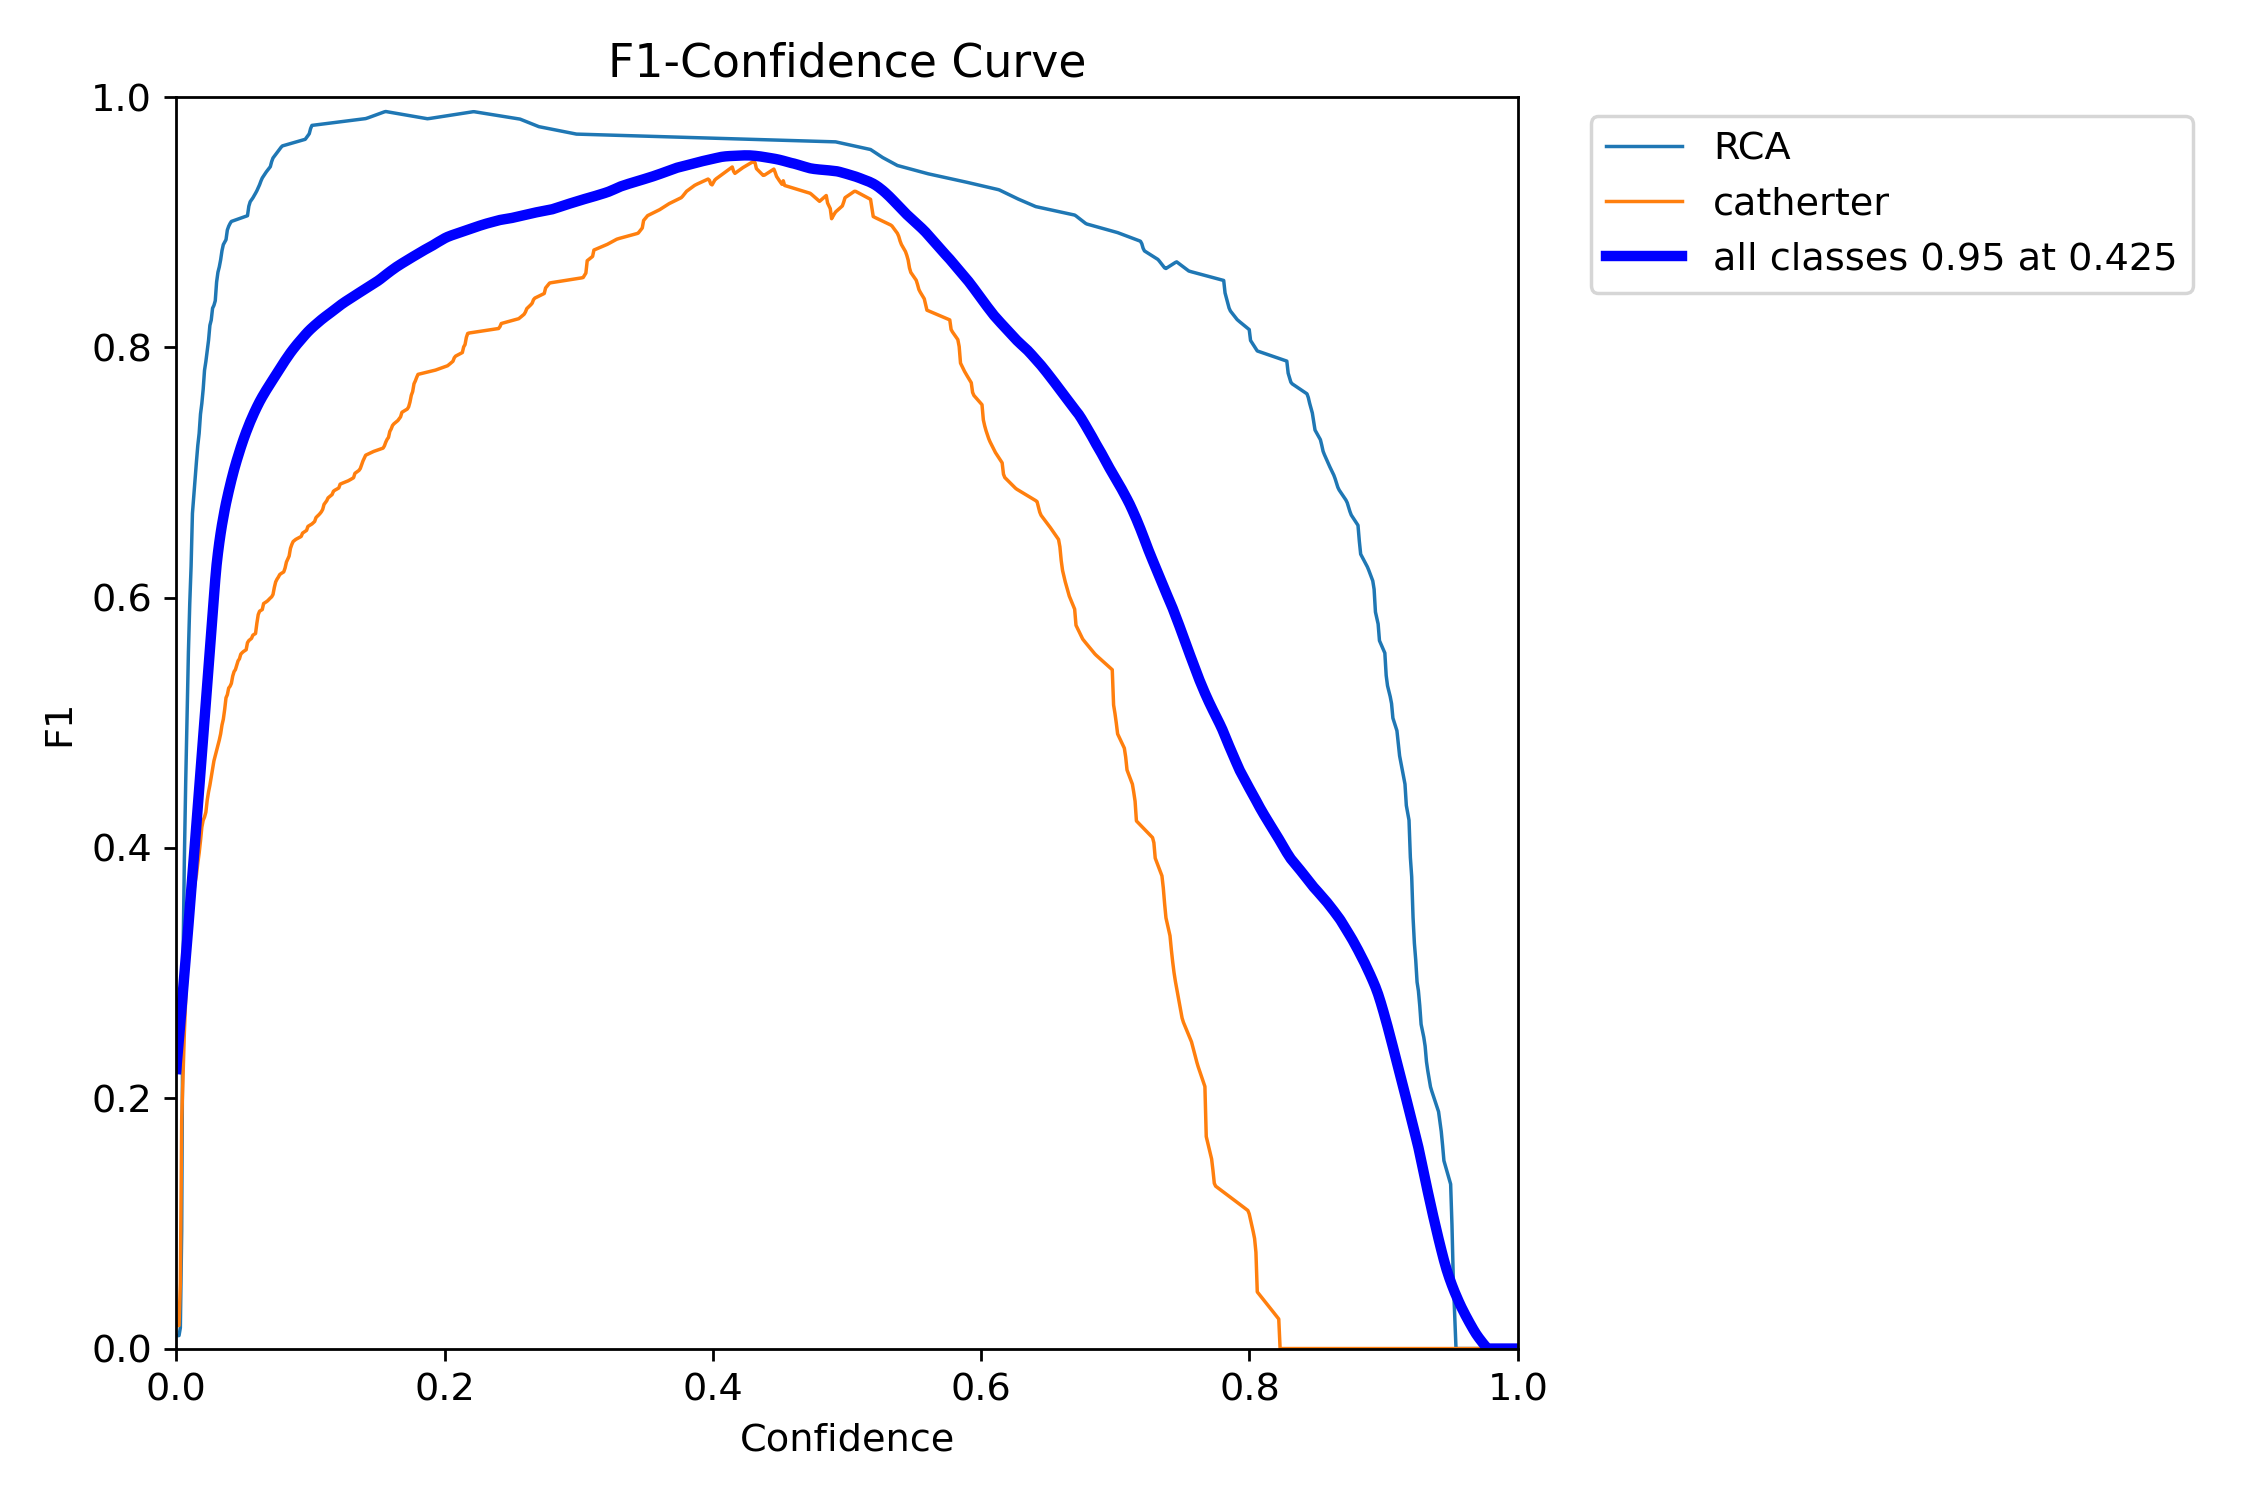 F1-Confidence Curve
1.0
0.8
0.6
0.4
0.2
0.0
F1
0.0 0.2 0.4 0.6 0.8 1.0
Confidence
RCA
catherter
all classes 0.95 at 0.425